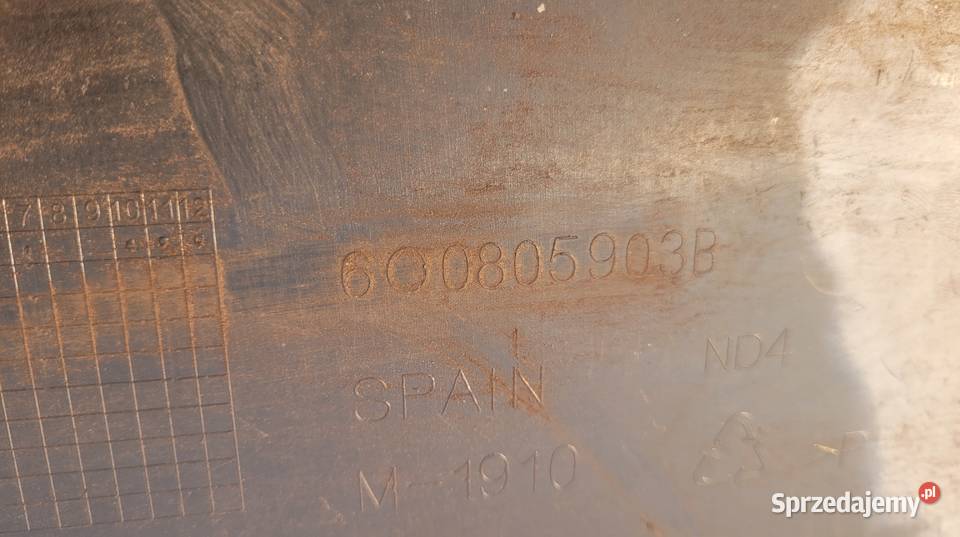 7 8 9 10 11 12
6Q0805903B
SPAIN
ND4
M-1910
P
Sprzedajemy.pl